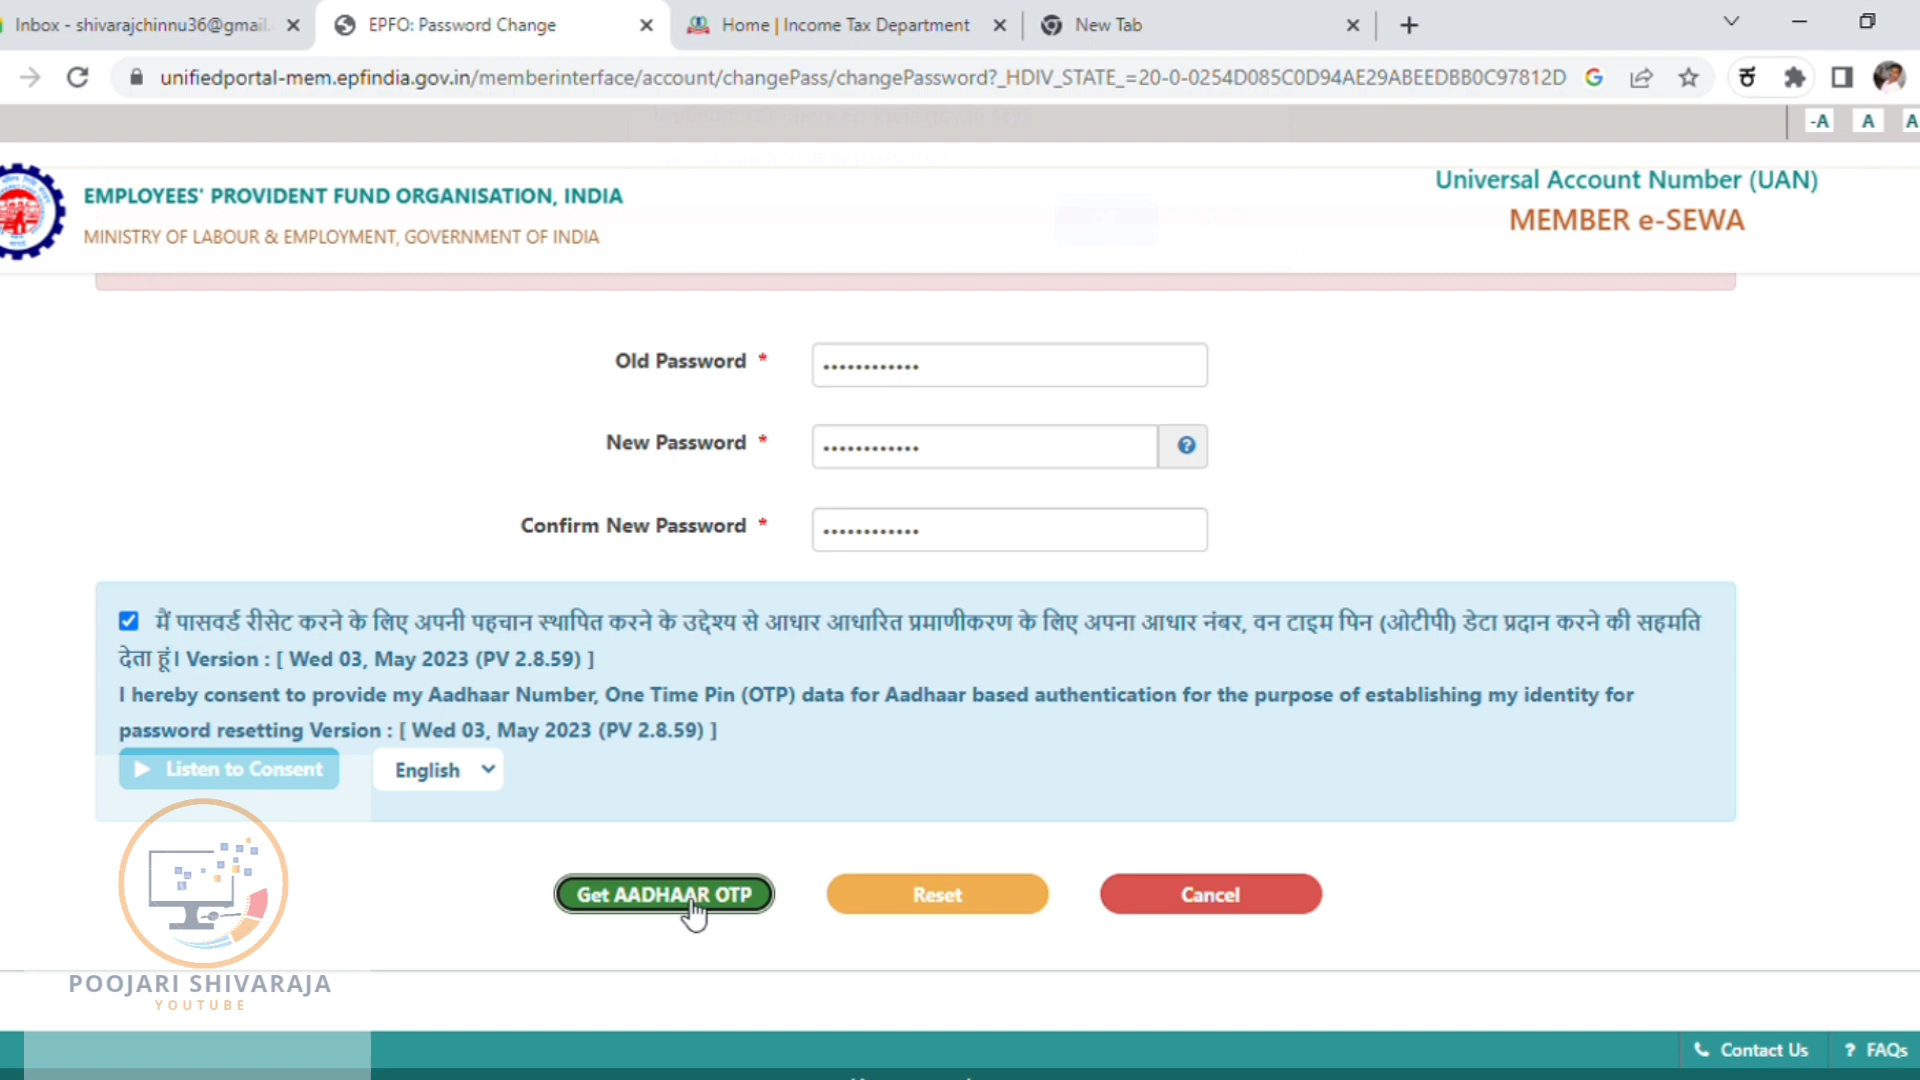 Inbox - shivarajchinnu36@gmail.
EPFO: Password Change
Home | Income Tax Department
New Tab
unifiedportal-mem.epfindia.gov.in/memberinterface/account/changePass/changePassword?_HDIV_STATE_=20-0-0254D085C0D94AE29ABEEDBB0C97812D
-A A A
EMPLOYEES' PROVIDENT FUND ORGANISATION, INDIA
MINISTRY OF LABOUR & EMPLOYMENT, GOVERNMENT OF INDIA
Universal Account Number (UAN)
MEMBER e-SEWA
Old Password *
New Password *
Confirm New Password *
मैं पासवर्ड रीसेट करने के लिए अपनी पहचान स्थापित करने के उद्देश्य से आधार आधारित प्रमाणीकरण के लिए अपना आधार नंबर, वन टाइम पिन (ओटीपी) डेटा प्रदान करने की सहमति
देता हूं। Version : [ Wed 03, May 2023 (PV 2.8.59) ]
I hereby consent to provide my Aadhaar Number, One Time Pin (OTP) data for Aadhaar based authentication for the purpose of establishing my identity for
password resetting Version : [ Wed 03, May 2023 (PV 2.8.59) ]
Listen to Consent
English
Get AADHAAR OTP
Reset
Cancel
POOJARI SHIVARAJA
YOUTUBE
Contact Us
? FAQs